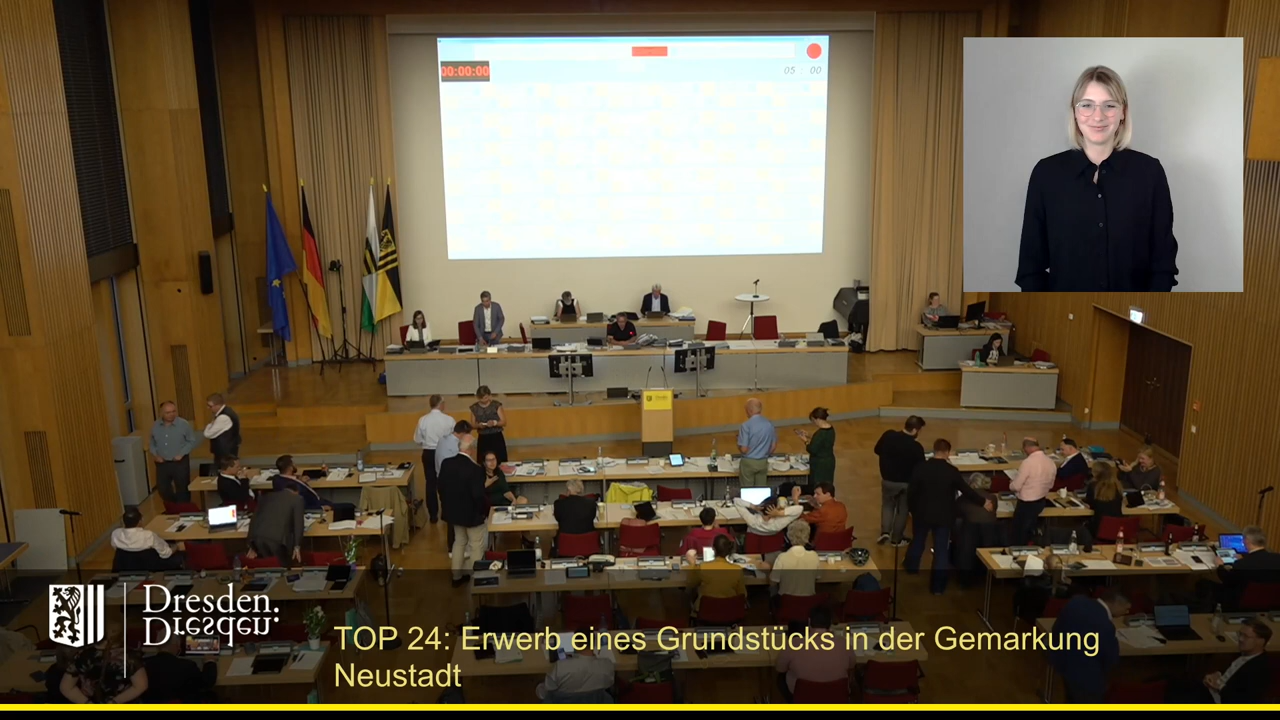 00:00:00
05 : 00
Dresden.
Dresden.
TOP 24: Erwerb eines Grundstücks in der Gemarkung
Neustadt